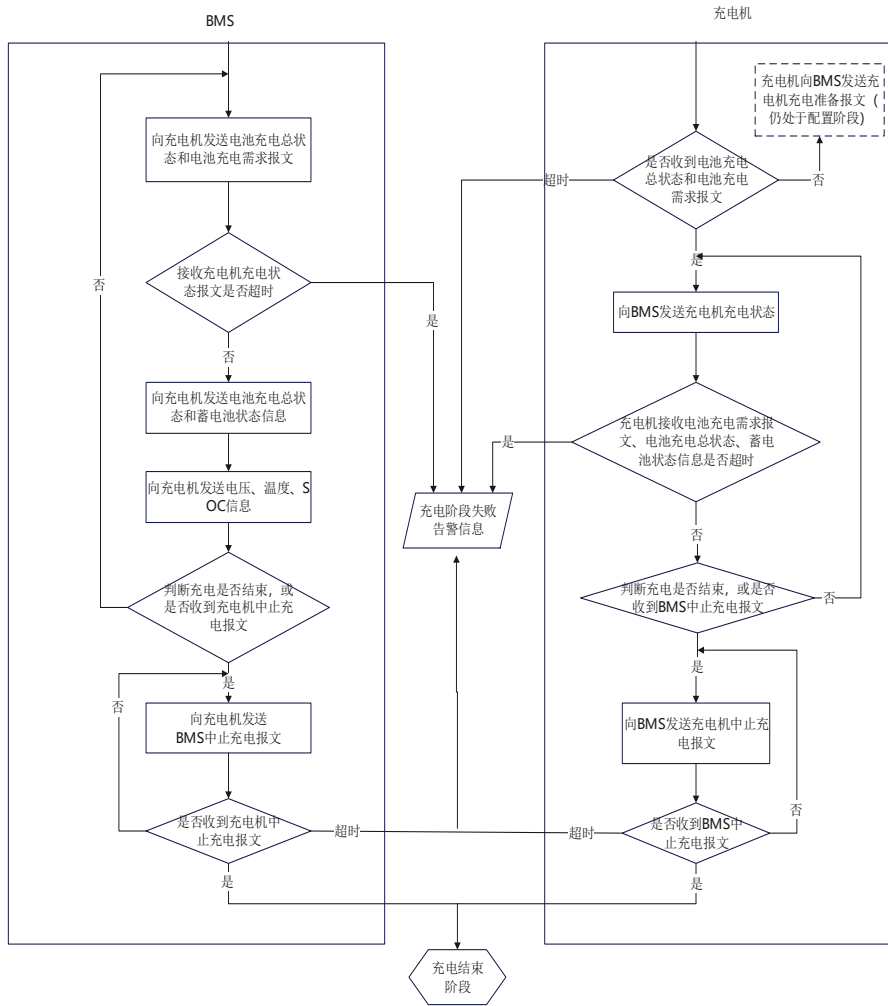 BMS
充电机
充电机向BMS发送充
电机充电准备报文（
仍处于配置阶段）
向充电机发送电池充电总状
态和电池充电需求报文
是否收到电池充电
总状态和电池充电
需求报文
超时
否
接收充电机充电状
态报文是否超时
否
是
是
向BMS发送充电机充电状态
否
向充电机发送电池充电总状
态和蓄电池状态信息
充电机接收电池充电需求报
文、电池充电总状态、蓄电
池状态信息是否超时
是
向充电机发送电压、温度、S
OC信息
充电阶段失败
告警信息
否
判断充电是否结束，或
是否收到充电机中止充
电报文
判断充电是否结束，或是否
收到BMS中止充电报文
否
是
是
否
向充电机发送
BMS中止充电报文
向BMS发送充电机中止充
电报文
否
是否收到充电机中
止充电报文
超时
超时
是否收到BMS中
止充电报文
是
是
充电结束
阶段